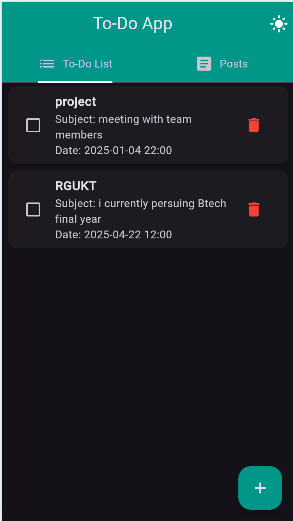 To-Do App
To-Do List
Posts
project
Subject: meeting with team
members
Date: 2025-01-04 22:00
RGUKT
Subject: i currently persuing Btech
final year
Date: 2025-04-22 12:00
+